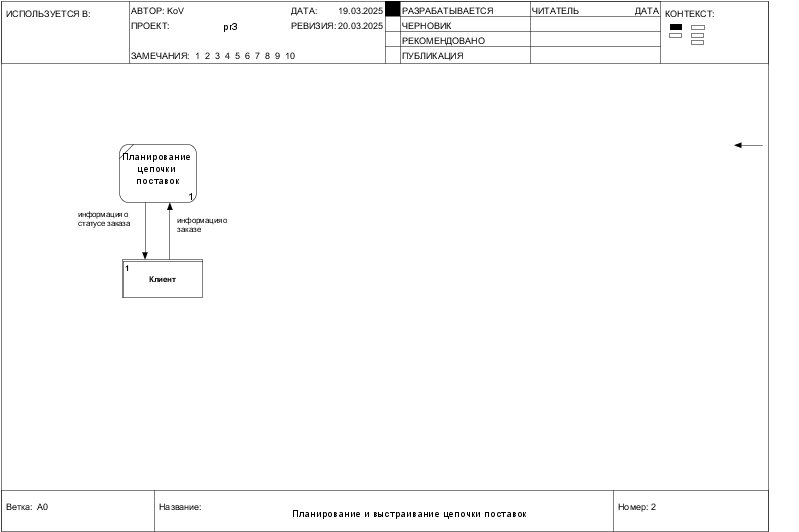 ИСПОЛЬЗУЕТСЯ В:
АВТОР: KoV
ДАТА: 19.03.2025
РАЗРАБАТЫВАЕТСЯ
ЧИТАТЕЛЬ ДАТА
КОНТЕКСТ:
ПРОЕКТ: pr3
РЕВИЗИЯ: 20.03.2025
ЧЕРНОВИК
РЕКОМЕНДОВАНО
ЗАМЕЧАНИЯ: 1 2 3 4 5 6 7 8 9 10
ПУБЛИКАЦИЯ
Планирование
цепочки
поставок
1
информация о
статусе заказа
информация о
заказе
1
Клиент
Ветка: A0
Название:
Планирование и выстраивание цепочки поставок
Номер: 2